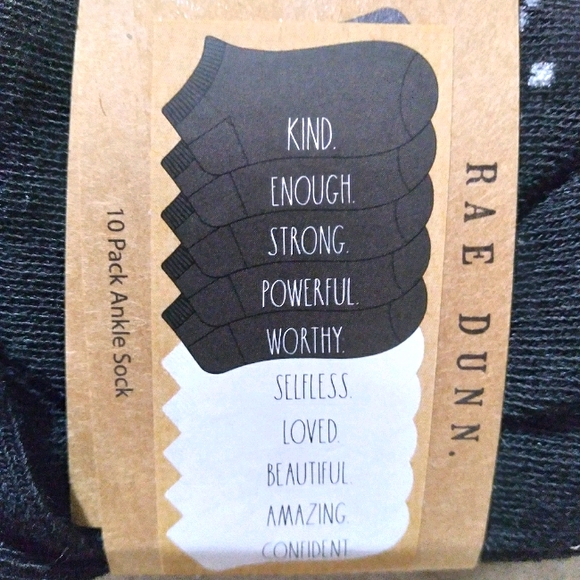 KIND.
ENOUGH.
STRONG.
POWERFUL.
WORTHY.
SELFLESS.
LOVED.
BEAUTIFUL.
AMAZING.
CONFIDENT.
10 Pack Ankle Sock
RAE DUNN.